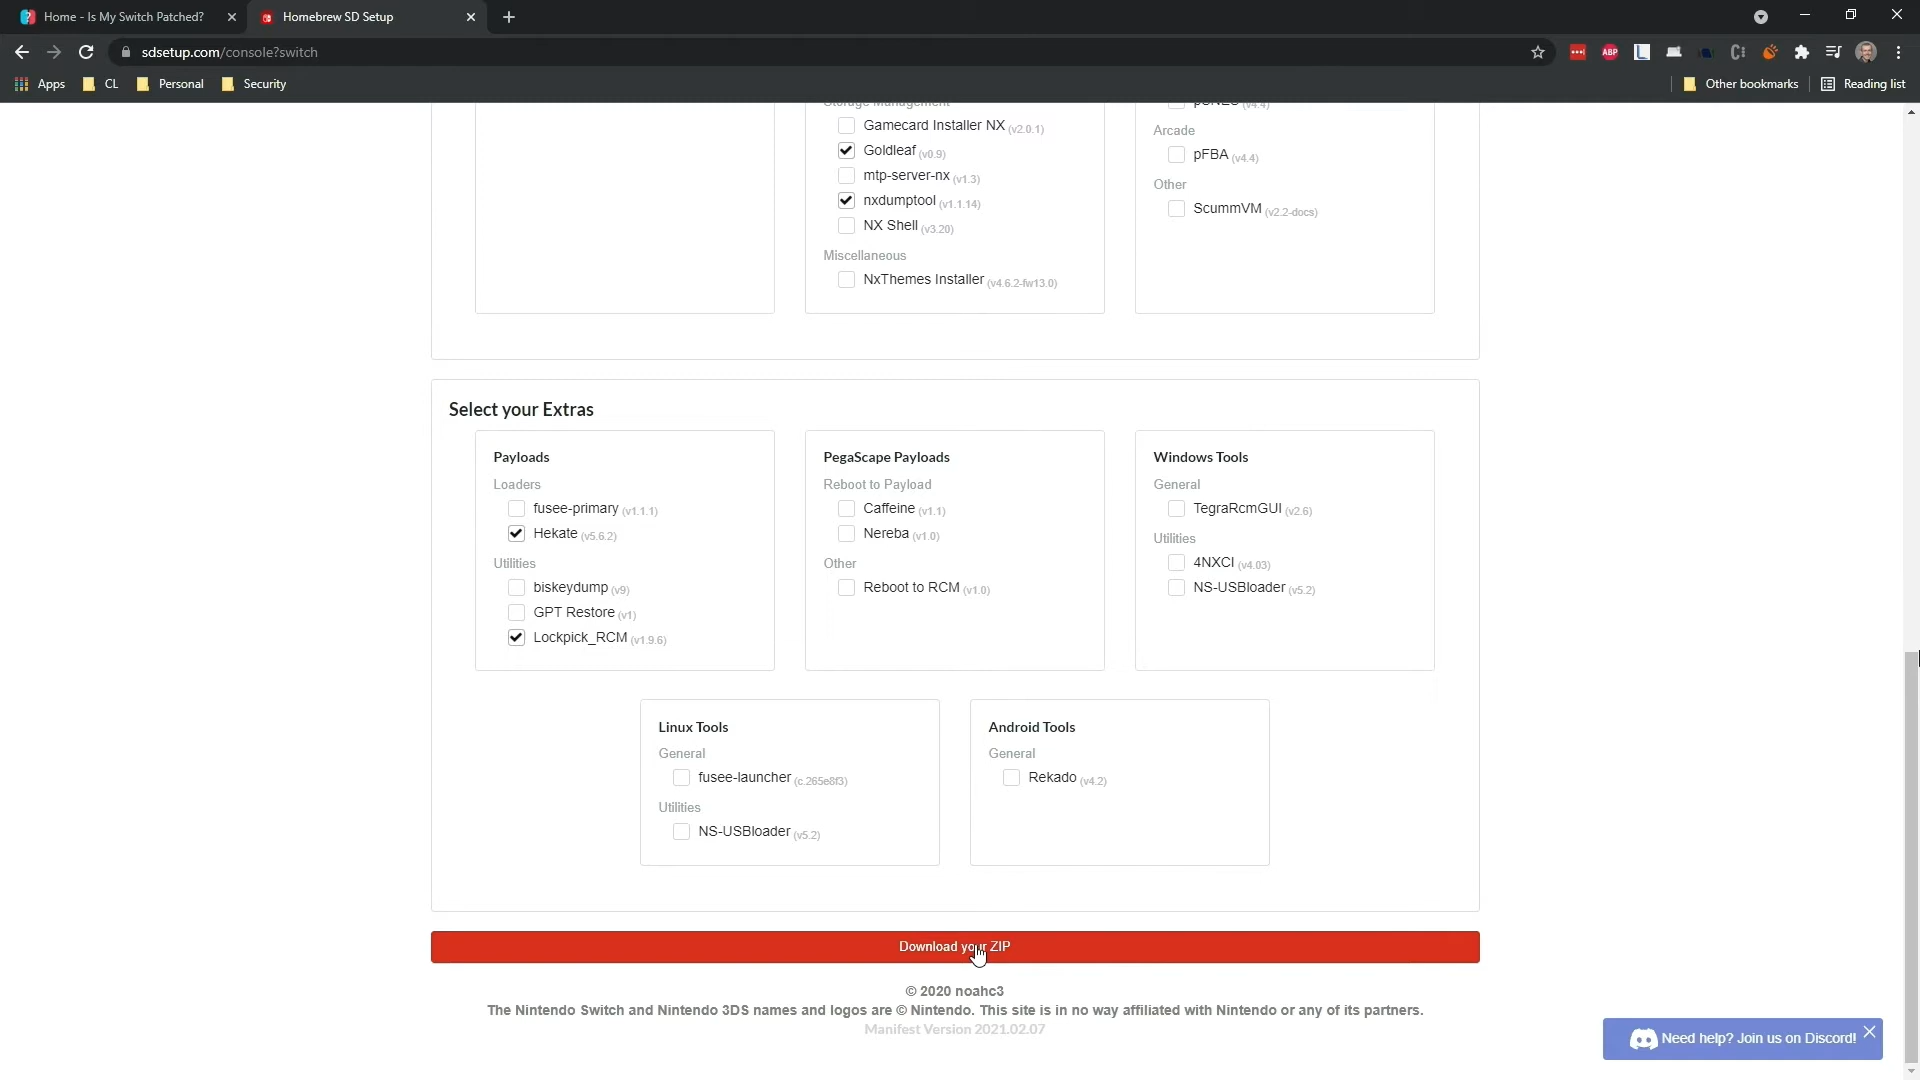 Home - Is My Switch Patched?
Homebrew SD Setup
sdsetup.com/console?switch
ABP
Apps
CL
Personal
Security
Other bookmarks
Reading list
Storage Management
Gamecard Installer NX (v2.0.1)
Goldleaf (v0.9)
mtp-server-nx (v1.3)
nxdumptool (v1.1.14)
NX Shell (v3.20)
Miscellaneous
NxThemes Installer (v4.6.2-fw13.0)
(v4.4)
Arcade
pFBA (v4.4)
Other
ScummVM (v2.2-docs)
Select your Extras
Payloads
Loaders
fusee-primary (v1.1.1)
Hekate (v5.6.2)
Utilities
biskeydump (v9)
GPT Restore (v1)
Lockpick_RCM (v1.9.6)
PegaScape Payloads
Reboot to Payload
Caffeine (v1.1)
Nereba (v1.0)
Other
Reboot to RCM (v1.0)
Windows Tools
General
TegraRcmGUI (v2.6)
Utilities
4NXCI (v4.03)
NS-USBloader (v5.2)
Linux Tools
General
fusee-launcher (c.265e8f3)
Utilities
NS-USBloader (v5.2)
Android Tools
General
Rekado (v4.2)
Download your ZIP
© 2020 noahc3
The Nintendo Switch and Nintendo 3DS names and logos are © Nintendo. This site is in no way affiliated with Nintendo or any of its partners.
Manifest Version 2021.02.07
Need help? Join us on Discord!